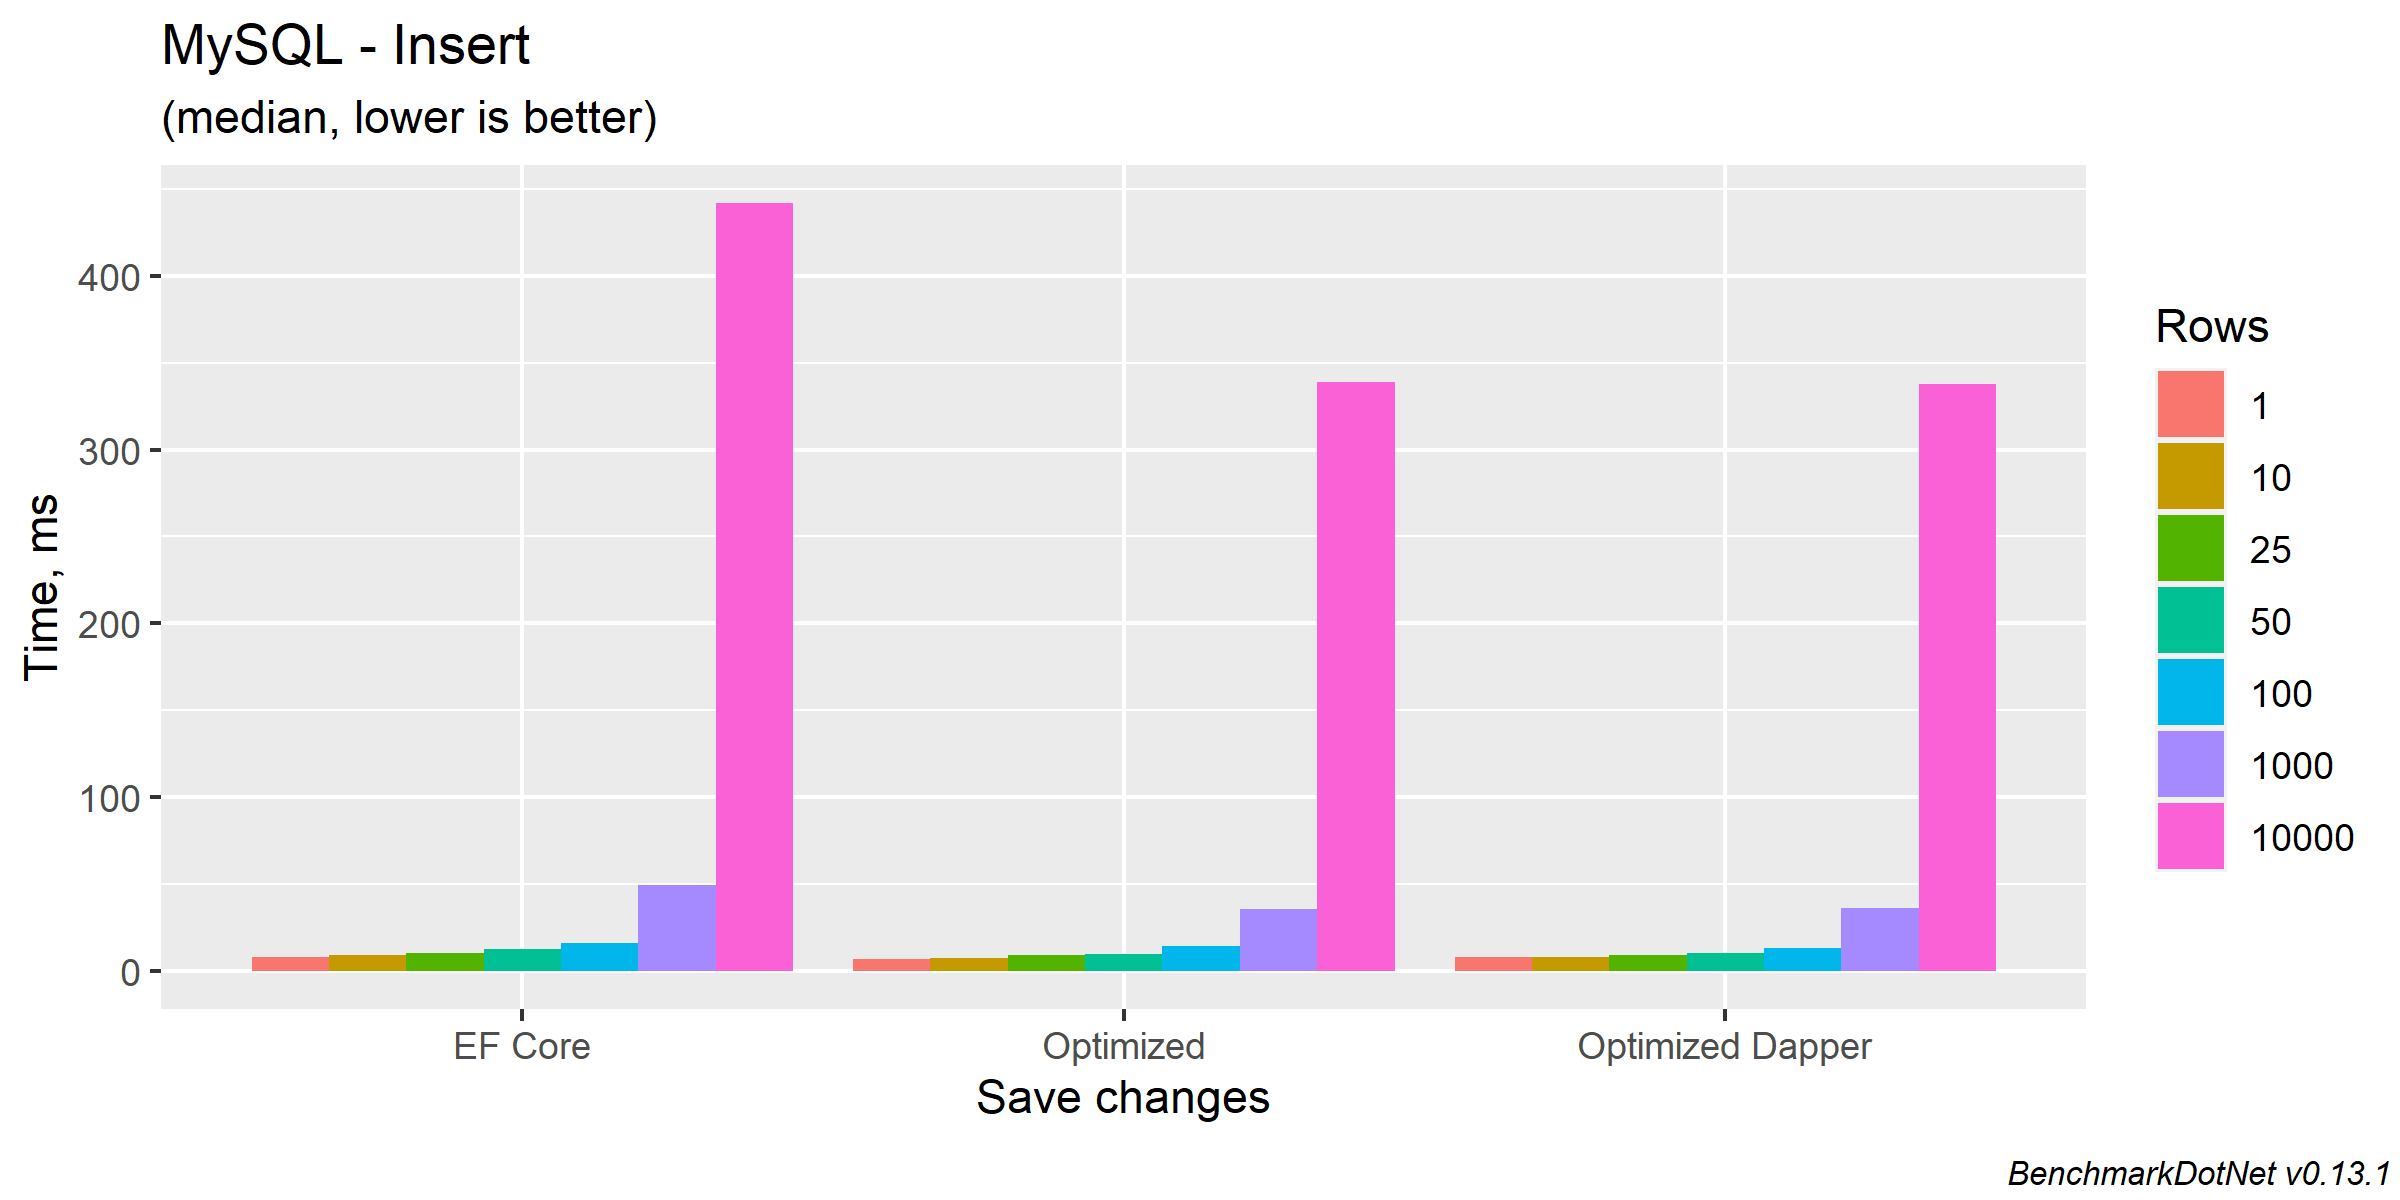 MySQL - Insert
(median, lower is better)
Time, ms
400
300
200
100
0
EF Core
Optimized
Optimized Dapper
Save changes
Rows
1
10
25
50
100
1000
10000
BenchmarkDotNet v0.13.1